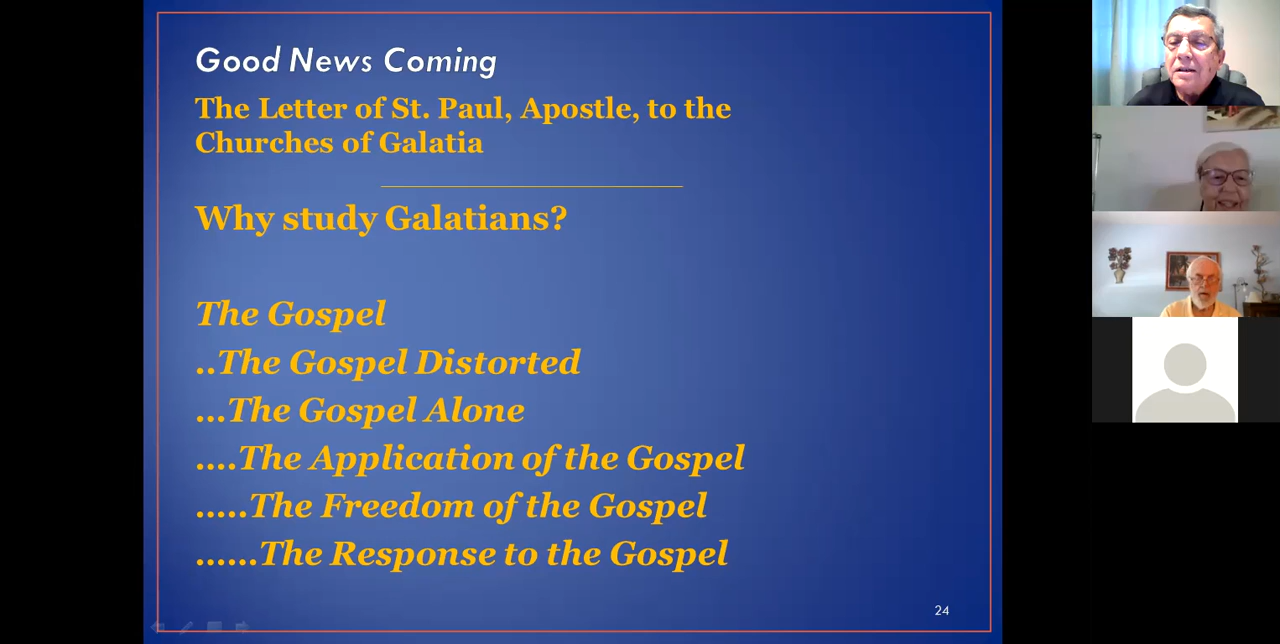 Good News Coming
The Letter of St. Paul, Apostle, to the
Churches of Galatia
Why study Galatians?
The Gospel
..The Gospel Distorted
...The Gospel Alone
....The Application of the Gospel
.....The Freedom of the Gospel
......The Response to the Gospel
24